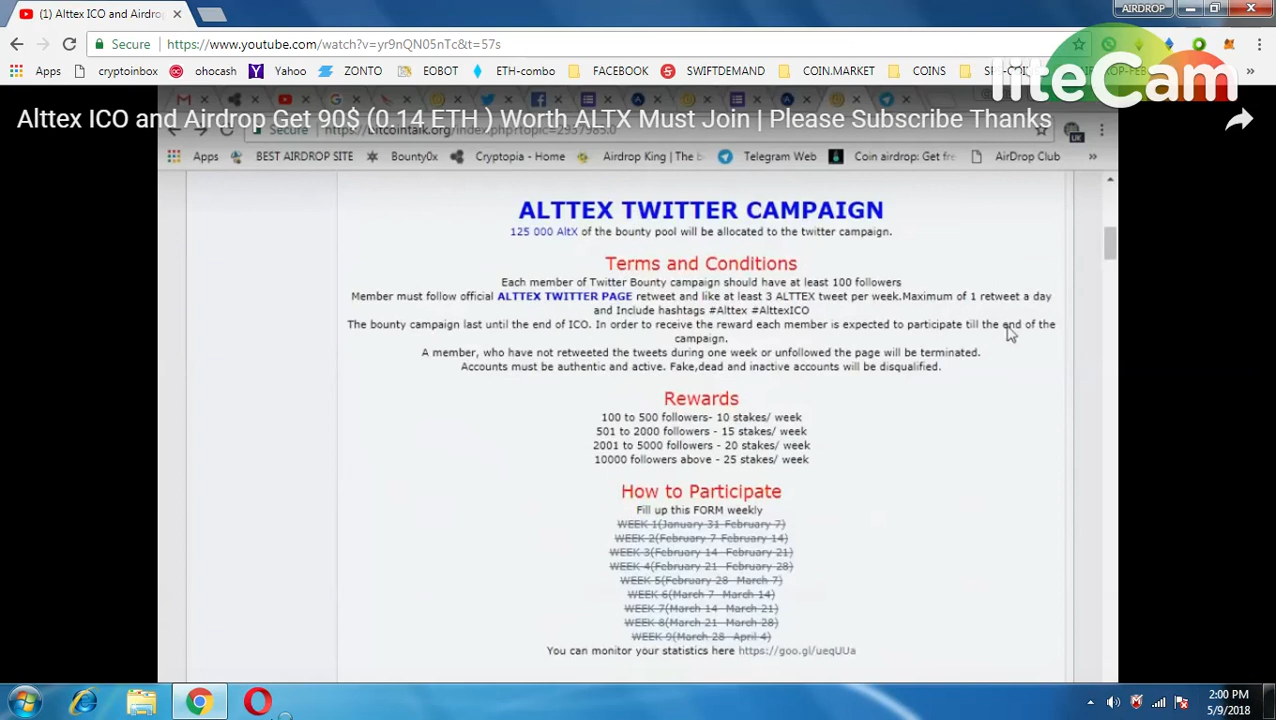 (1) Alttex ICO and Airdrop
AIRDROP
Secure
https://www.youtube.com/watch?v=yr9nQN05nTc&t=57s
Apps cryptoinbox ohocash Yahoo ZONTO ETH-combo FACEBOOK SWIFTDEMAND COIN.MARKET COINS
liteCam
Alttex ICO and Airdrop Get 90$ (0.14 ETH ) Worth ALTX Must Join | Please Subscribe Thanks
Apps BEST AIRDROP SITE Bounty0x Cryptopia - Home Airdrop King | The b Telegram Web Coin airdrop: Get fre AirDrop Club »
ALTTEX TWITTER CAMPAIGN
125 000 AltX of the bounty pool will be allocated to the twitter campaign.
Terms and Conditions
Each member of Twitter Bounty campaign should have at least 100 followers
Member must follow official ALTTEX TWITTER PAGE retweet and like at least 3 ALTTEX tweet per week.Maximum of 1 retweet a day
and Include hashtags #Alttex #AlttexICO
The bounty campaign last until the end of ICO. In order to receive the reward each member is expected to participate till the end of the
campaign.
A member, who have not retweeted the tweets during one week or unfollowed the page will be terminated.
Accounts must be authentic and active. Fake,dead and inactive accounts will be disqualified.
Rewards
100 to 500 followers- 10 stakes/ week
501 to 2000 followers - 15 stakes/ week
2001 to 5000 followers - 20 stakes/ week
10000 followers above - 25 stakes/ week
How to Participate
Fill up this FORM weekly
WEEK 1(January 31-February 7)
WEEK 2(February 7-February 14)
WEEK 3(February 14- February 21)
WEEK 4(February 21- February 28)
WEEK 5(February 28- March 7)
WEEK 6(March 7- March 14)
WEEK 7(March 14- March 21)
WEEK 8(March 21- March 28)
WEEK 9(March 28- April 4)
You can monitor your statistics here https://goo.gl/ueqUUa
2:00 PM
5/9/2018